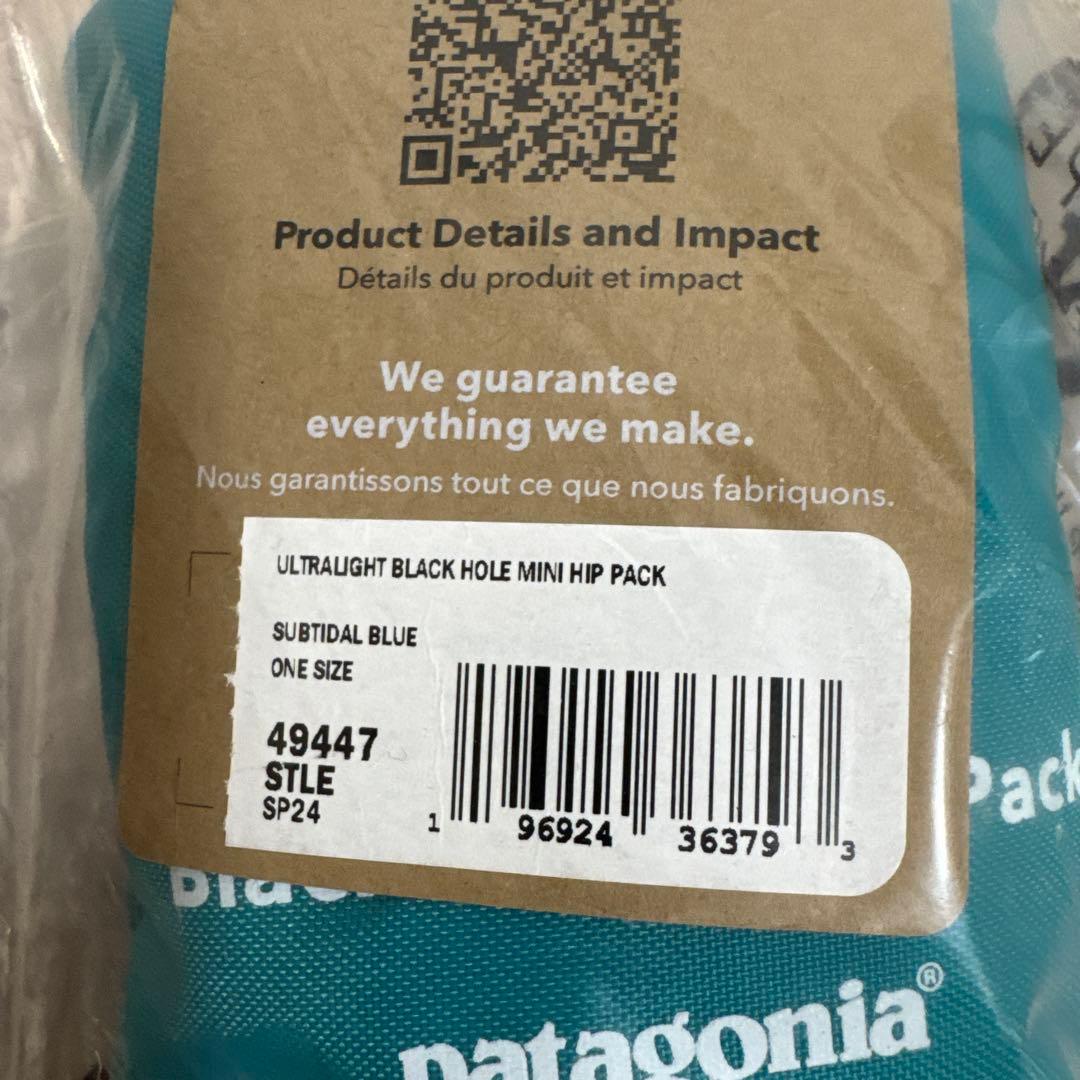 Product Details and Impact
Détails du produit et impact
We guarantee
everything we make.
Nous garantissons tout ce que nous fabriquons.
ULTRALIGHT BLACK HOLE MINI HIP PACK
SUBTIDAL BLUE
ONE SIZE
49447
STLE
SP24
1 96924 36379 3
Pack
patagonia®